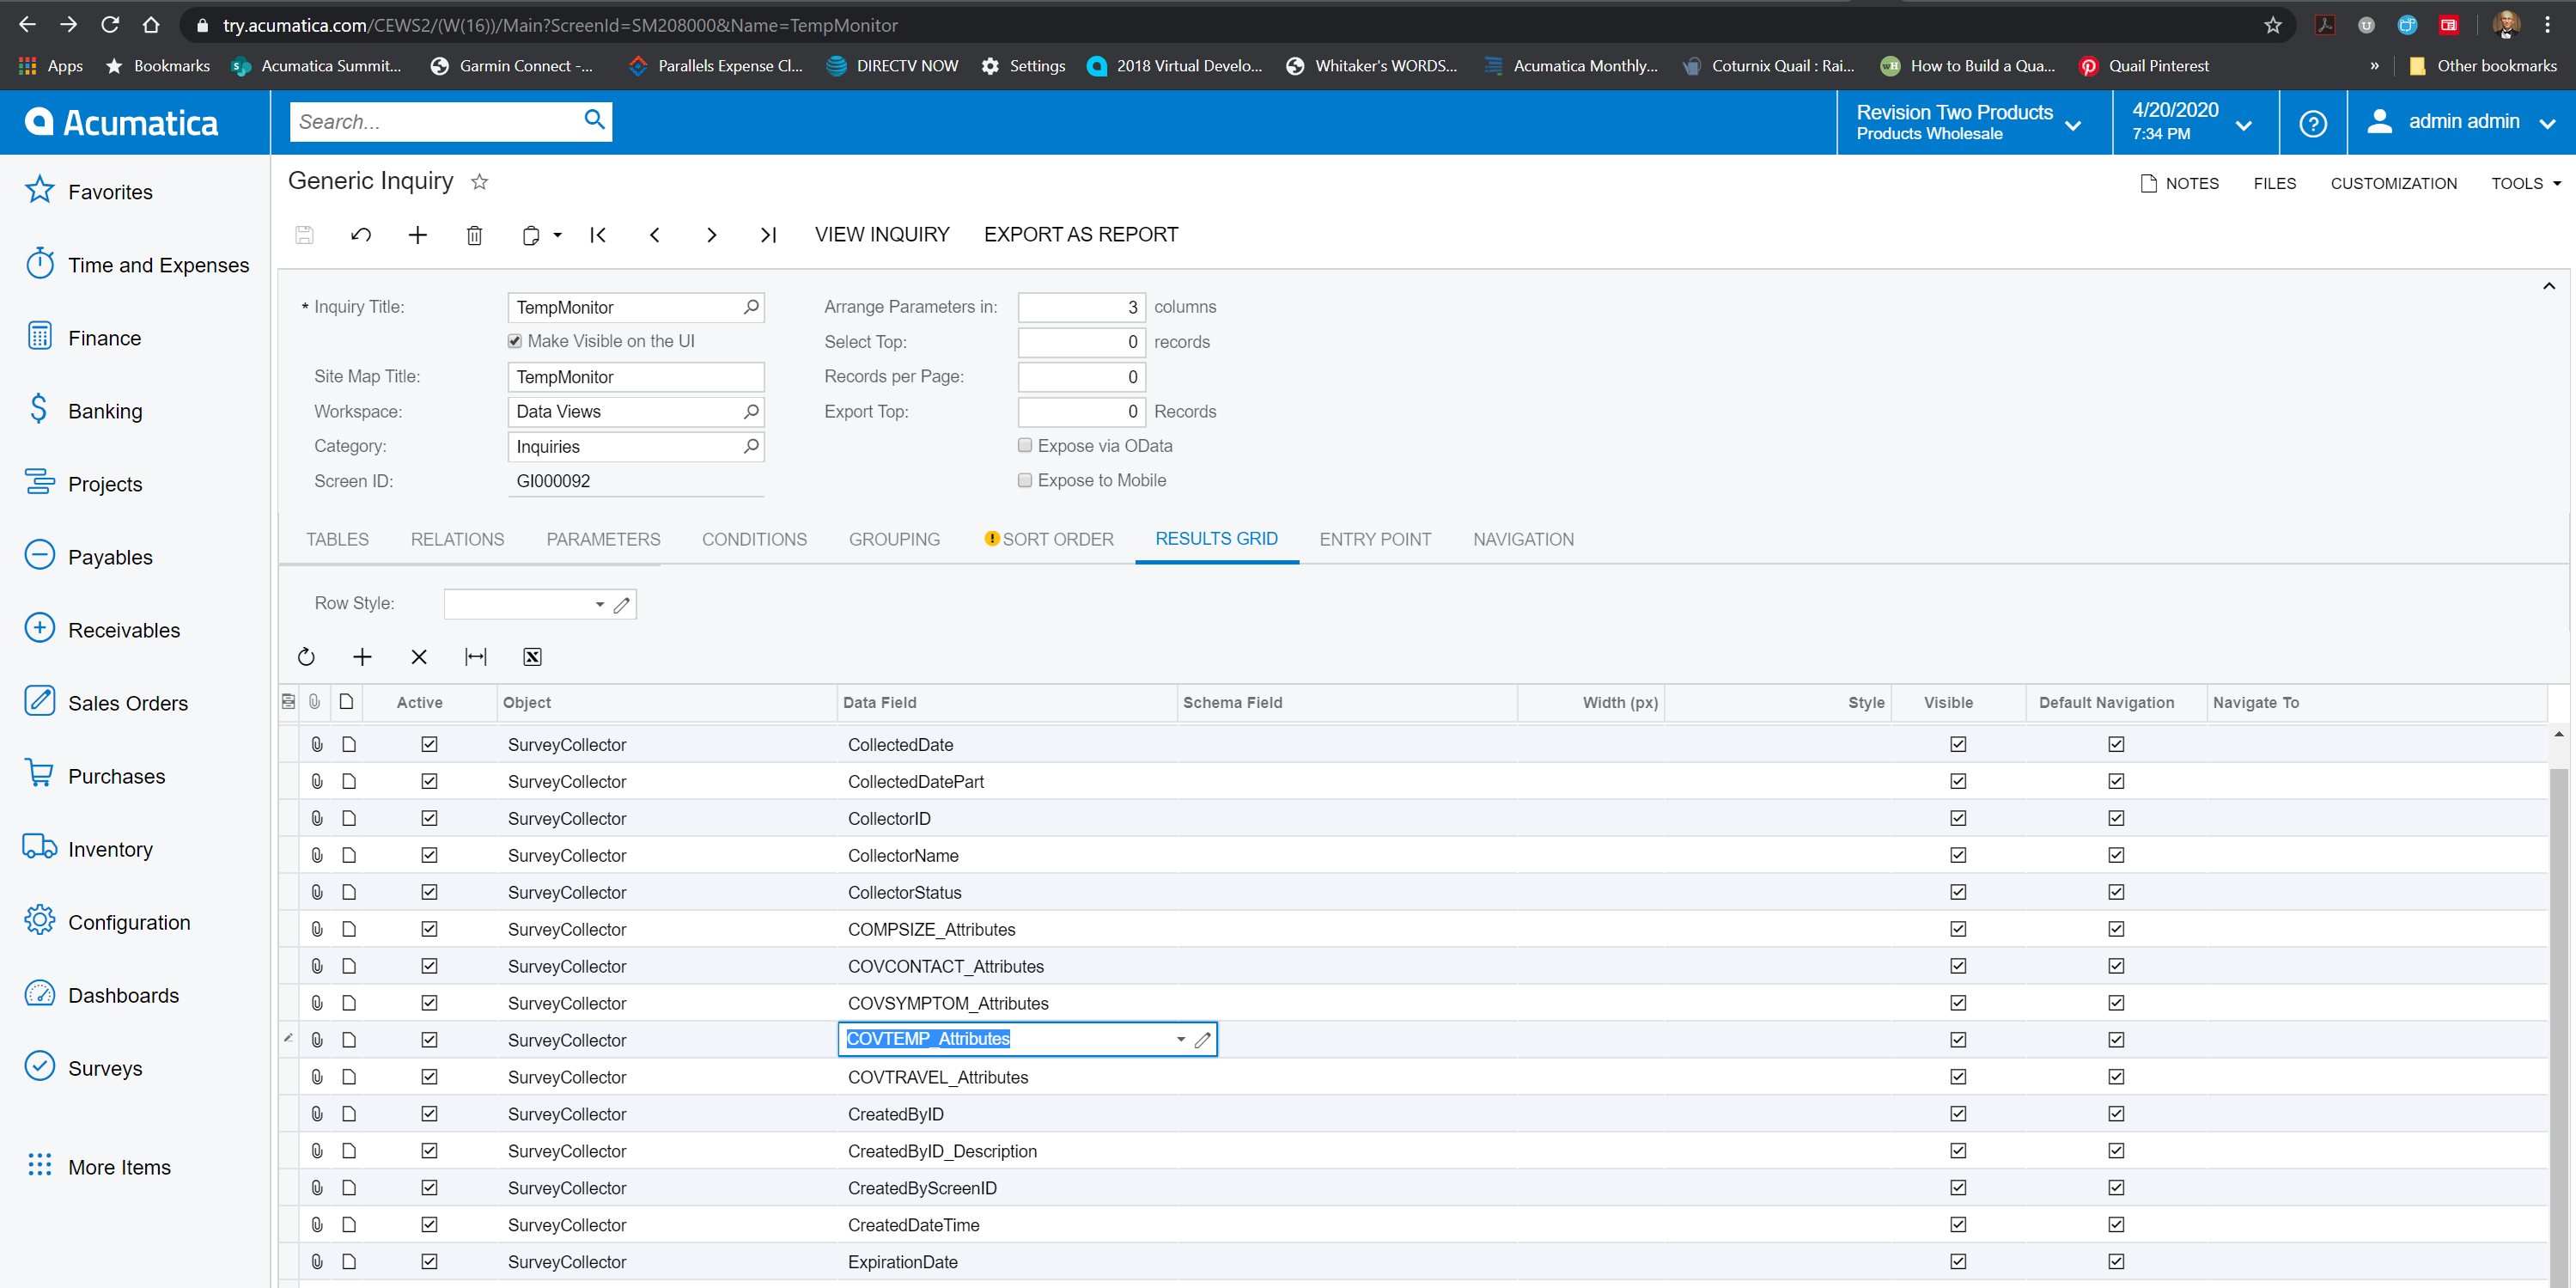 try.acumatica.com/CEWS2/(W(16))/Main?ScreenId=SM208000&Name=TempMonitor
Apps Bookmarks Acumatica Summit... Garmin Connect -... Parallels Expense Cl... DIRECTV NOW Settings 2018 Virtual Develo... Whitaker's WORDS... Acumatica Monthly... Coturnix Quail : Rai... How to Build a Qua... Quail Pinterest » Other bookmarks
Acumatica Search... Revision Two Products 4/20/2020 admin admin
Products Wholesale 7:34 PM
Favorites
Time and Expenses
Finance
Banking
Projects
Payables
Receivables
Sales Orders
Purchases
Inventory
Configuration
Dashboards
Surveys
More Items
Generic Inquiry NOTES FILES CUSTOMIZATION TOOLS
VIEW INQUIRY EXPORT AS REPORT
* Inquiry Title: TempMonitor Arrange Parameters in: 3 columns
Make Visible on the UI Select Top: 0 records
Site Map Title: TempMonitor Records per Page: 0
Workspace: Data Views Export Top: 0 Records
Category: Inquiries Expose via OData
Screen ID: GI000092 Expose to Mobile
TABLES RELATIONS PARAMETERS CONDITIONS GROUPING SORT ORDER RESULTS GRID ENTRY POINT NAVIGATION
Row Style:
Active Object Data Field Schema Field Width (px) Style Visible Default Navigation Navigate To
SurveyCollector CollectedDate
SurveyCollector CollectedDatePart
SurveyCollector CollectorID
SurveyCollector CollectorName
SurveyCollector CollectorStatus
SurveyCollector COMPSIZE_Attributes
SurveyCollector COVCONTACT_Attributes
SurveyCollector COVSYMPTOM_Attributes
SurveyCollector COVTEMP_Attributes
SurveyCollector COVTRAVEL_Attributes
SurveyCollector CreatedByID
SurveyCollector CreatedByID_Description
SurveyCollector CreatedByScreenID
SurveyCollector CreatedDateTime
SurveyCollector ExpirationDate